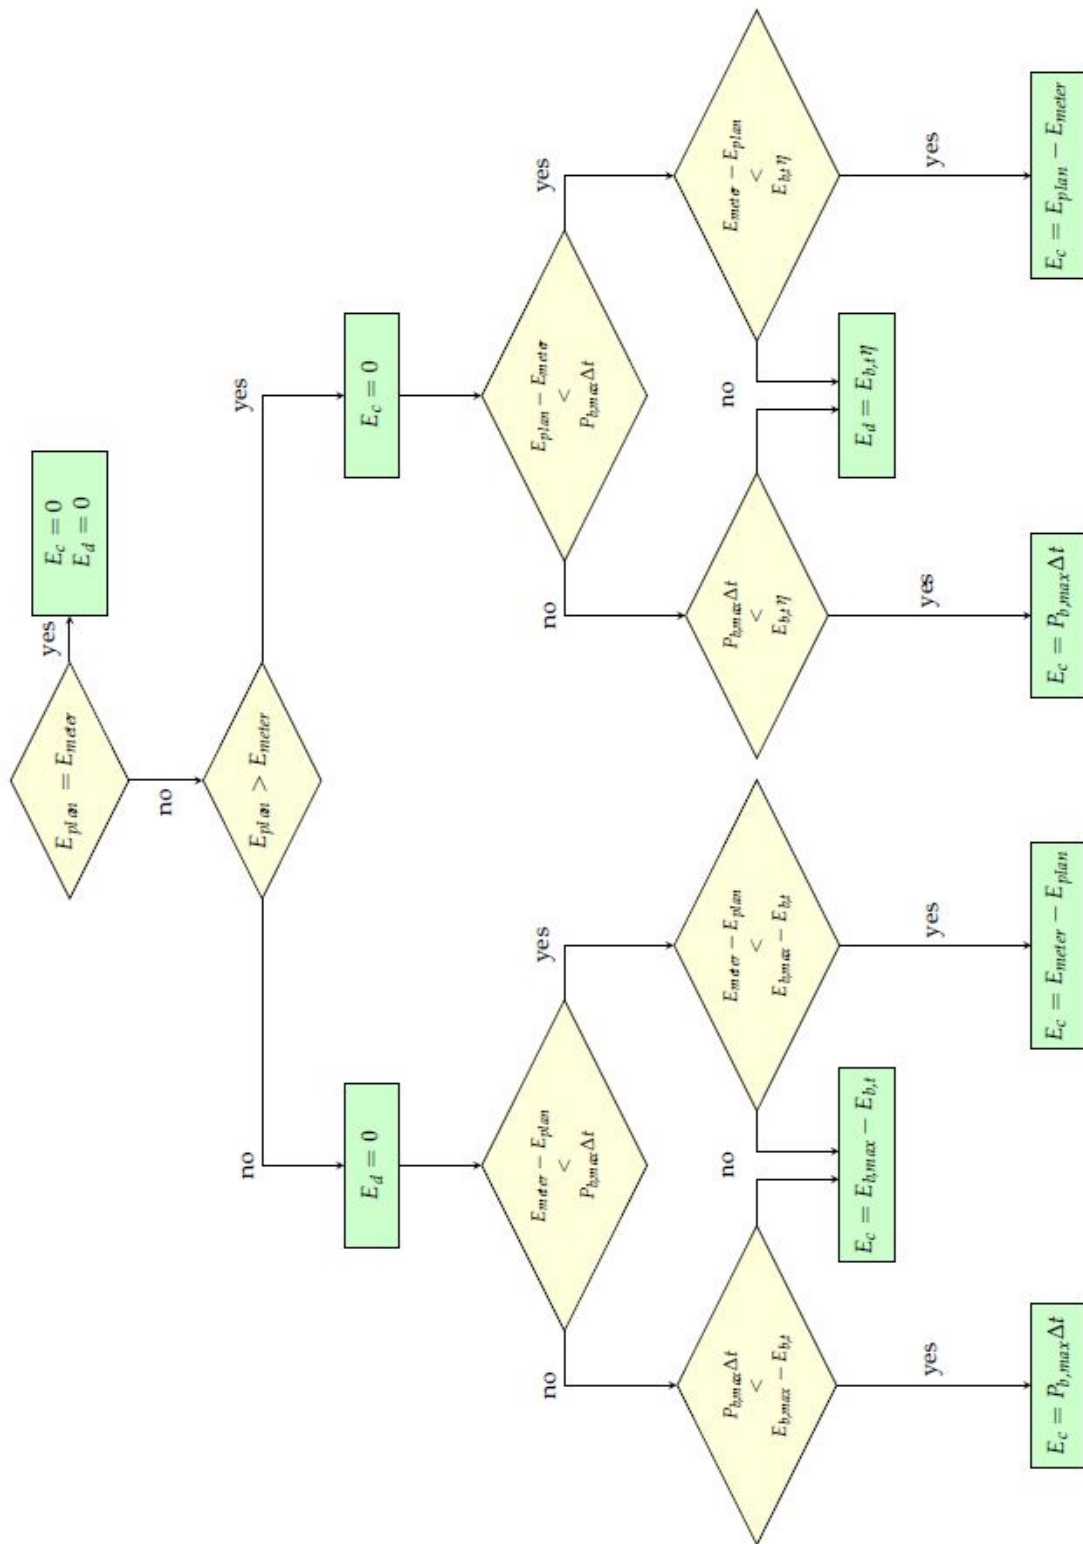 E_plan = E_meter
yes
E_c = 0
E_d = 0
no
E_plan > E_meter
no
yes
E_d = 0
E_c = 0
E_meter − E_plan
<
P_b,max Δt
E_plan − E_meter
<
P_b,max Δt
no
yes
no
yes
P_b,max Δt
<
E_b,max − E_b,t
E_meter − E_plan
<
E_b,max − E_b,t
P_b,max Δt
<
E_b,t η
E_meter − E_plan
<
E_b,t η
no
no
E_c = E_b,max − E_b,t
E_d = E_b,t η
yes
yes
yes
yes
E_c = P_b,max Δt
E_c = E_meter − E_plan
E_c = P_b,max Δt
E_c = E_plan − E_meter